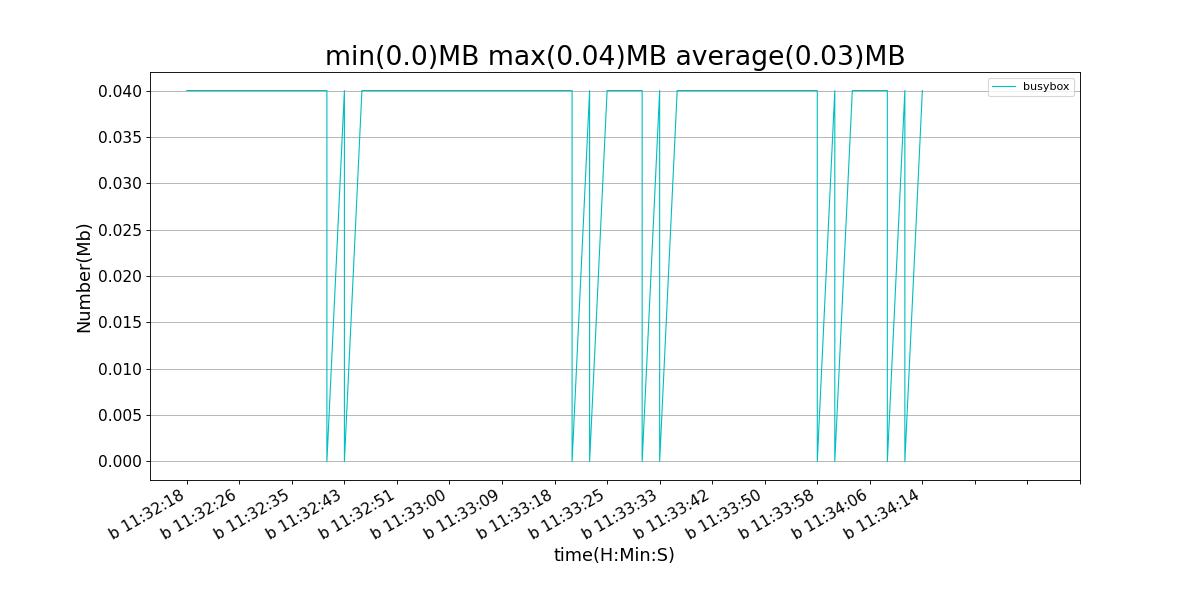 min(0.0)MB max(0.04)MB average(0.03)MB
busybox
0.040
0.035
0.030
0.025
0.020
0.015
0.010
0.005
0.000
Number(Mb)
b 11:32:18
b 11:32:26
b 11:32:35
b 11:32:43
b 11:32:51
b 11:33:00
b 11:33:09
b 11:33:18
b 11:33:25
b 11:33:33
b 11:33:42
b 11:33:50
b 11:33:58
b 11:34:06
b 11:34:14
time(H:Min:S)